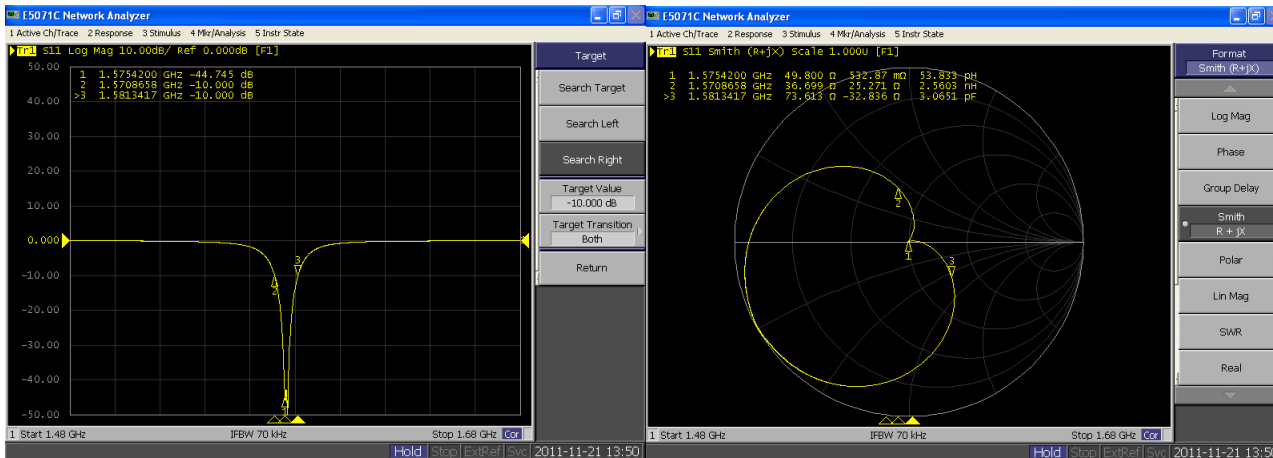 E5071C Network Analyzer
1 Active Ch/Trace 2 Response 3 Stimulus 4 Mkr/Analysis 5 Instr State
Tr1 S11 Log Mag 10.00dB/ Ref 0.000dB [F1]
50.00
1 1.5754200 GHz -44.745 dB
2 1.5708658 GHz -10.000 dB
>3 1.5813417 GHz -10.000 dB
40.00
30.00
20.00
10.00
0.000
-10.00
-20.00
-30.00
-40.00
-50.00
3
2
1
Target
Search Target
Search Left
Search Right
Target Value
-10.000 dB
Target Transition
Both
Return
1 Start 1.48 GHz IFBW 70 kHz Stop 1.68 GHz Cor
Hold Stop ExtRef Svc 2011-11-21 13:50
E5071C Network Analyzer
1 Active Ch/Trace 2 Response 3 Stimulus 4 Mkr/Analysis 5 Instr State
Tr1 S11 Smith (R+jX) Scale 1.000U [F1]
1 1.5754200 GHz 49.800 Ω 532.87 mΩ 53.833 pH
2 1.5708658 GHz 36.699 Ω 25.271 Ω 2.5603 nH
>3 1.5813417 GHz 73.613 Ω -32.836 Ω 3.0651 pF
2
1
3
Format
Smith (R+jX)
Log Mag
Phase
Group Delay
Smith
R + jX
Polar
Lin Mag
SWR
Real
1 Start 1.48 GHz IFBW 70 kHz Stop 1.68 GHz Cor
Hold Stop ExtRef Svc 2011-11-21 13:50